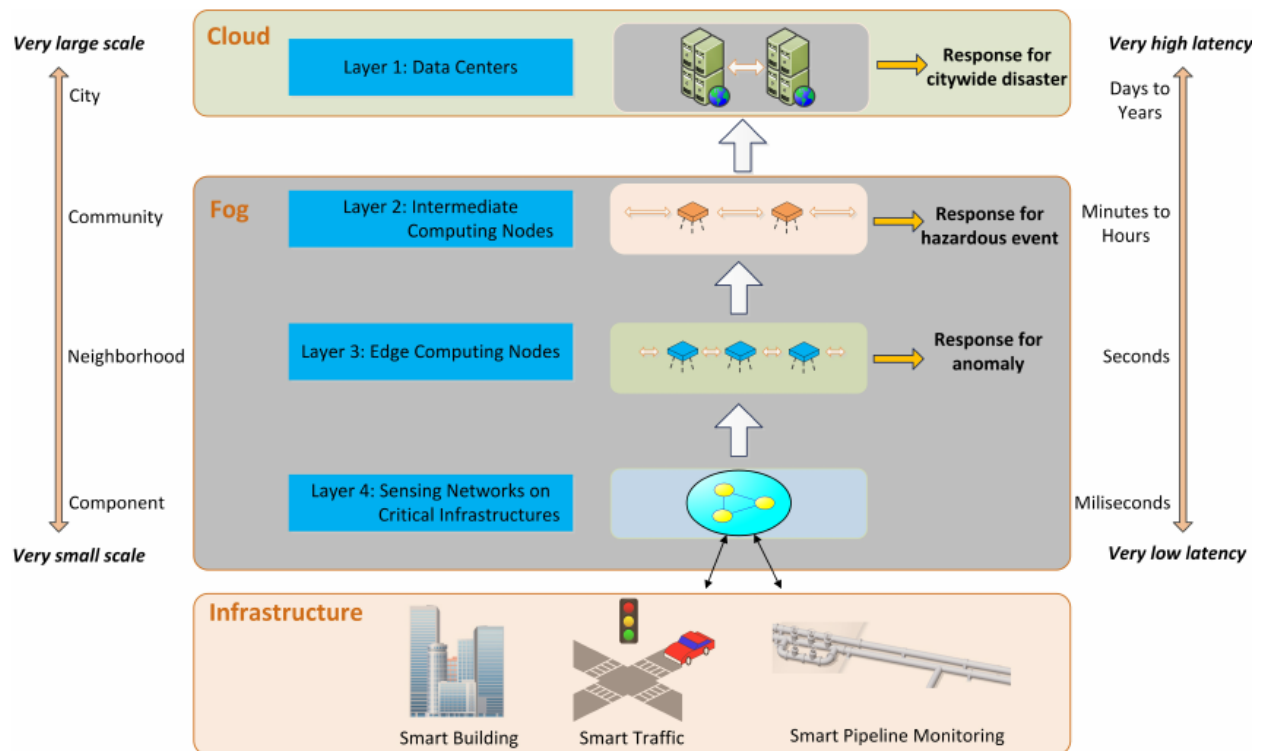 Very large scale
City
Community
Neighborhood
Component
Very small scale
Cloud
Layer 1: Data Centers
Response for
citywide disaster
Fog
Layer 2: Intermediate
Computing Nodes
Response for
hazardous event
Layer 3: Edge Computing Nodes
Response for
anomaly
Layer 4: Sensing Networks on
Critical Infrastructures
Infrastructure
Smart Building
Smart Traffic
Smart Pipeline Monitoring
Very high latency
Days to
Years
Minutes to
Hours
Seconds
Miliseconds
Very low latency